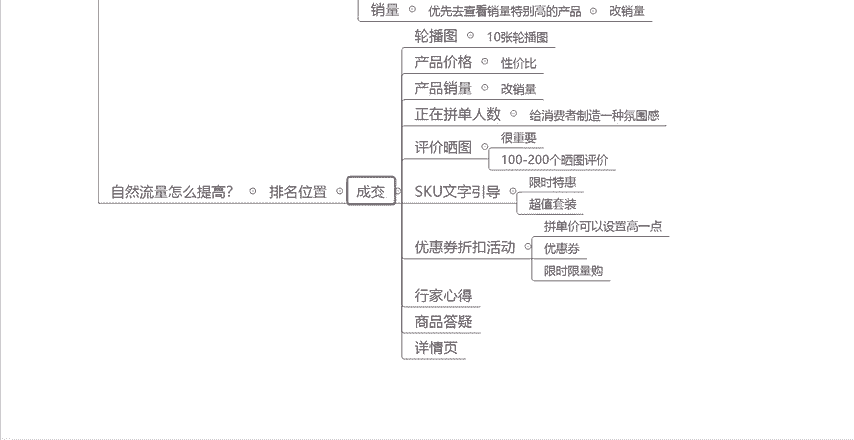 销量 优先去查看销量特别高的产品 改销量
轮播图 10张轮播图
产品价格 性价比
产品销量 改销量
正在拼单人数 给消费者制造一种氛围感
评价晒图 很重要
100-200个晒图评价
自然流量怎么提高? 排名位置 成交 SKU文字引导 限时特惠
超值套装
优惠券折扣活动 拼单价可以设置高一点
优惠券
限时限量购
行家心得
商品答疑
详情页